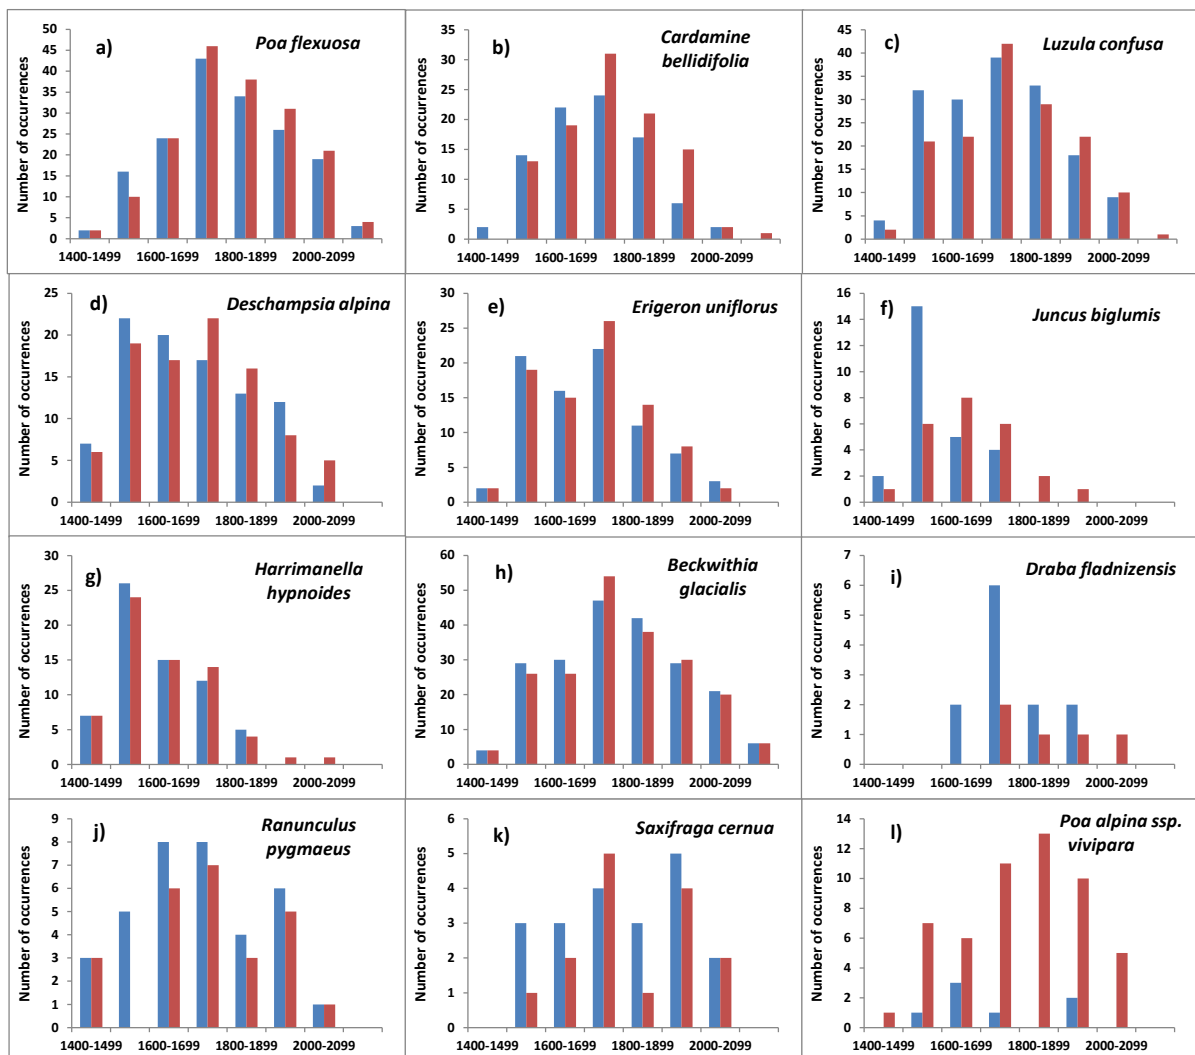 a)
Poa flexuosa
Number of occurrences
50
45
40
35
30
25
20
15
10
5
0
1400-1499 1600-1699 1800-1899 2000-2099
b)
Cardamine
bellidifolia
Number of occurrences
35
30
25
20
15
10
5
0
1400-1499 1600-1699 1800-1899 2000-2099
c)
Luzula confusa
Number of occurrences
45
40
35
30
25
20
15
10
5
0
1400-1499 1600-1699 1800-1899 2000-2099
d)
Deschampsia alpina
Number of occurrences
25
20
15
10
5
0
1400-1499 1600-1699 1800-1899 2000-2099
e)
Erigeron uniflorus
Number of occurrences
30
25
20
15
10
5
0
1400-1499 1600-1699 1800-1899 2000-2099
f)
Juncus biglumis
Number of occurrences
16
14
12
10
8
6
4
2
0
1400-1499 1600-1699 1800-1899 2000-2099
g)
Harrimanella
hypnoides
Number of occurrences
30
25
20
15
10
5
0
1400-1499 1600-1699 1800-1899 2000-2099
h)
Beckwithia
glacialis
Number of occurrences
60
50
40
30
20
10
0
1400-1499 1600-1699 1800-1899 2000-2099
i)
Draba fladnizensis
Number of occurrences
7
6
5
4
3
2
1
0
1400-1499 1600-1699 1800-1899 2000-2099
j)
Ranunculus
pygmaeus
Number of occurrences
9
8
7
6
5
4
3
2
1
0
1400-1499 1600-1699 1800-1899 2000-2099
k)
Saxifraga cernua
Number of occurrences
6
5
4
3
2
1
0
1400-1499 1600-1699 1800-1899 2000-2099
l)
Poa alpina ssp.
vivipara
Number of occurrences
14
12
10
8
6
4
2
0
1400-1499 1600-1699 1800-1899 2000-2099